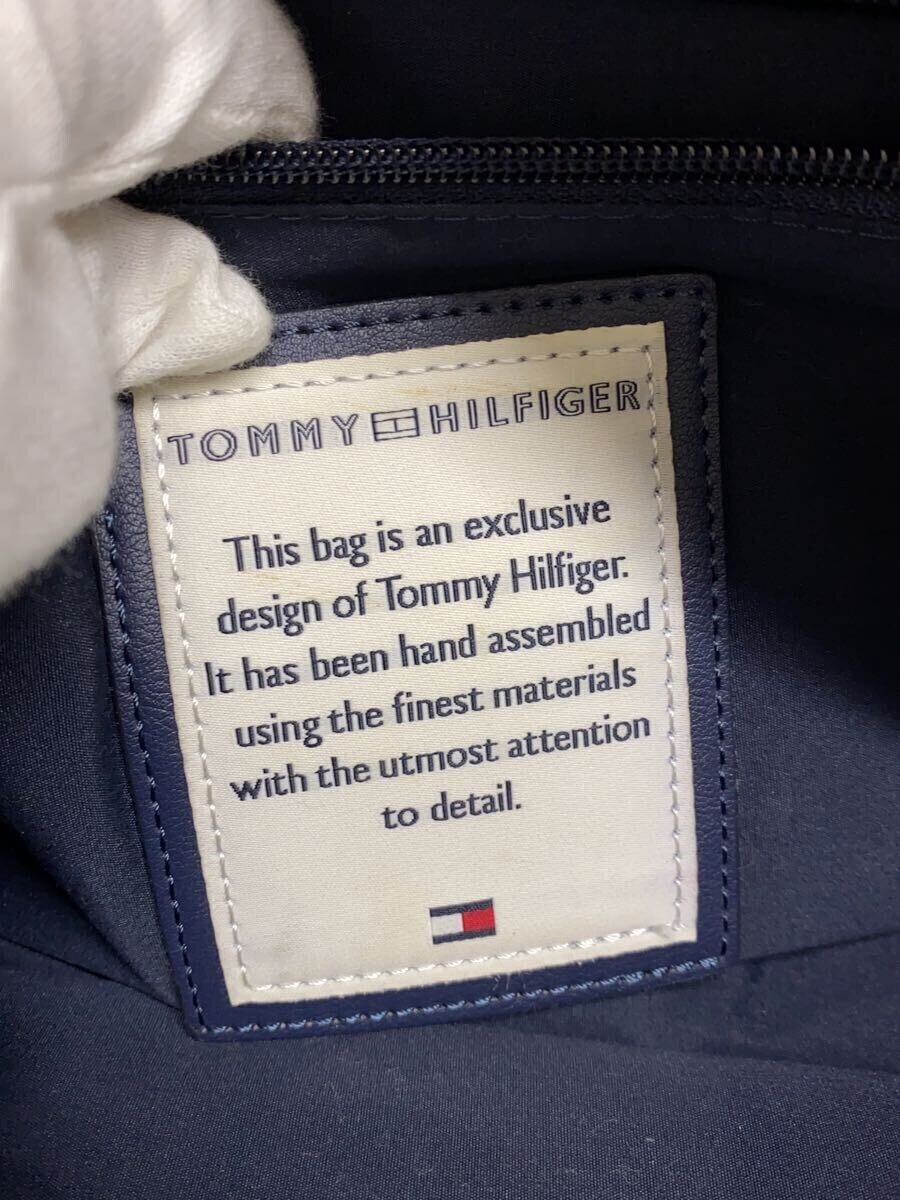 TOMMY HILFIGER
This bag is an exclusive
design of Tommy Hilfiger.
It has been hand assembled
using the finest materials
with the utmost attention
to detail.